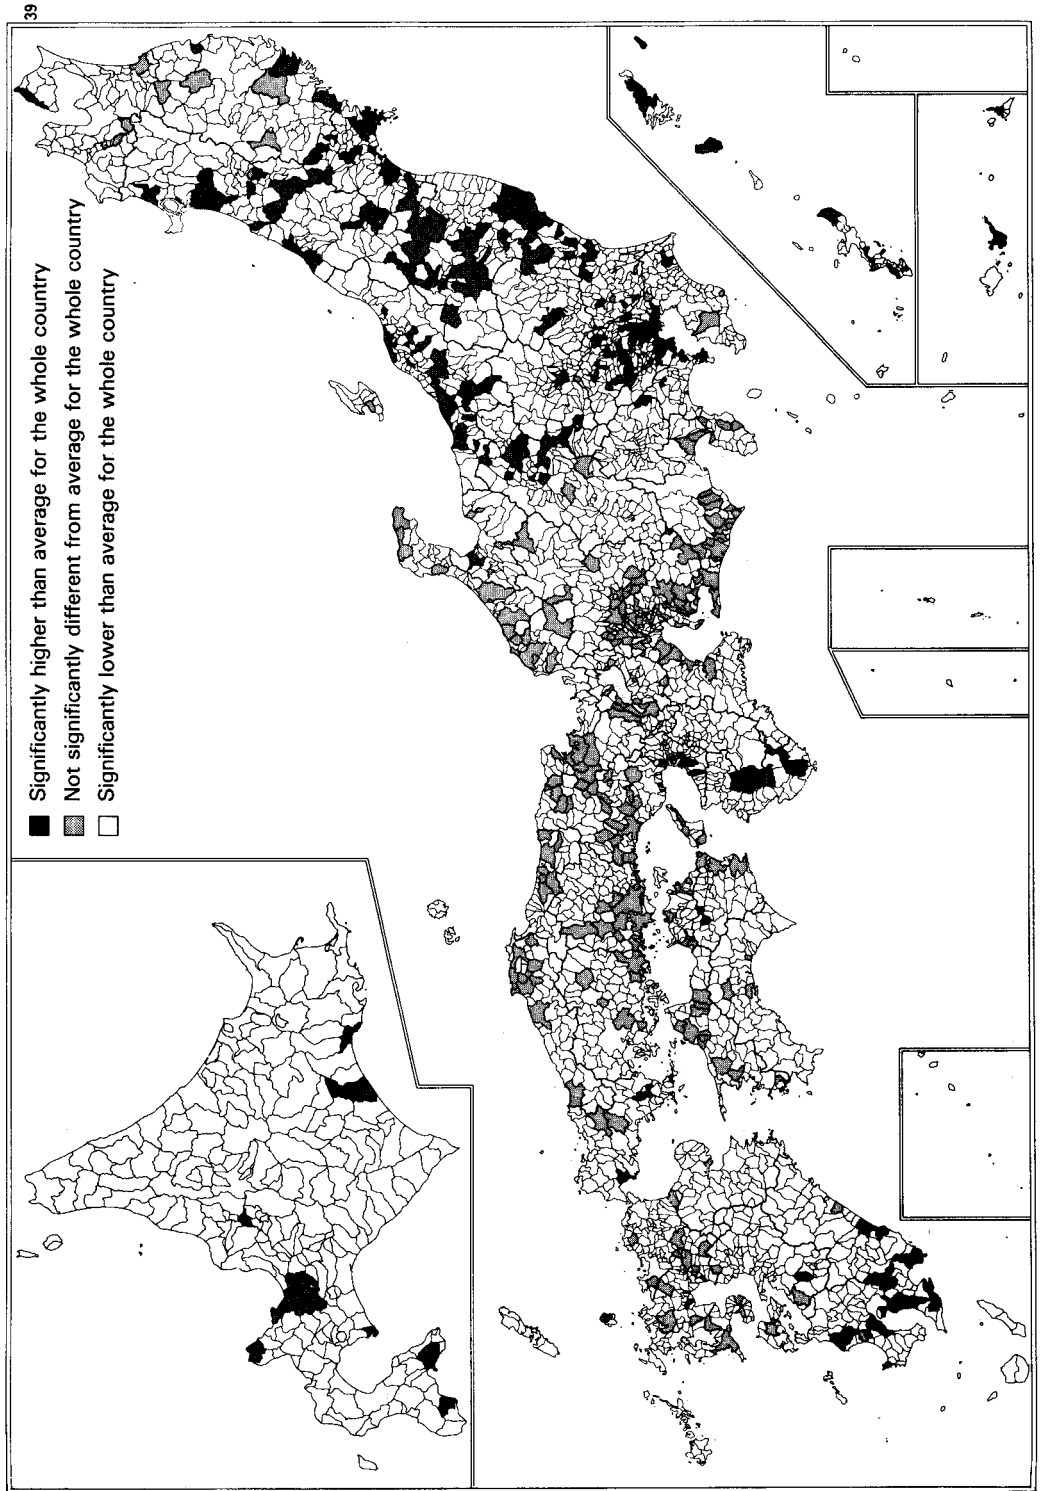 39
Significantly higher than average for the whole country
Not significantly different from average for the whole country
Significantly lower than average for the whole country